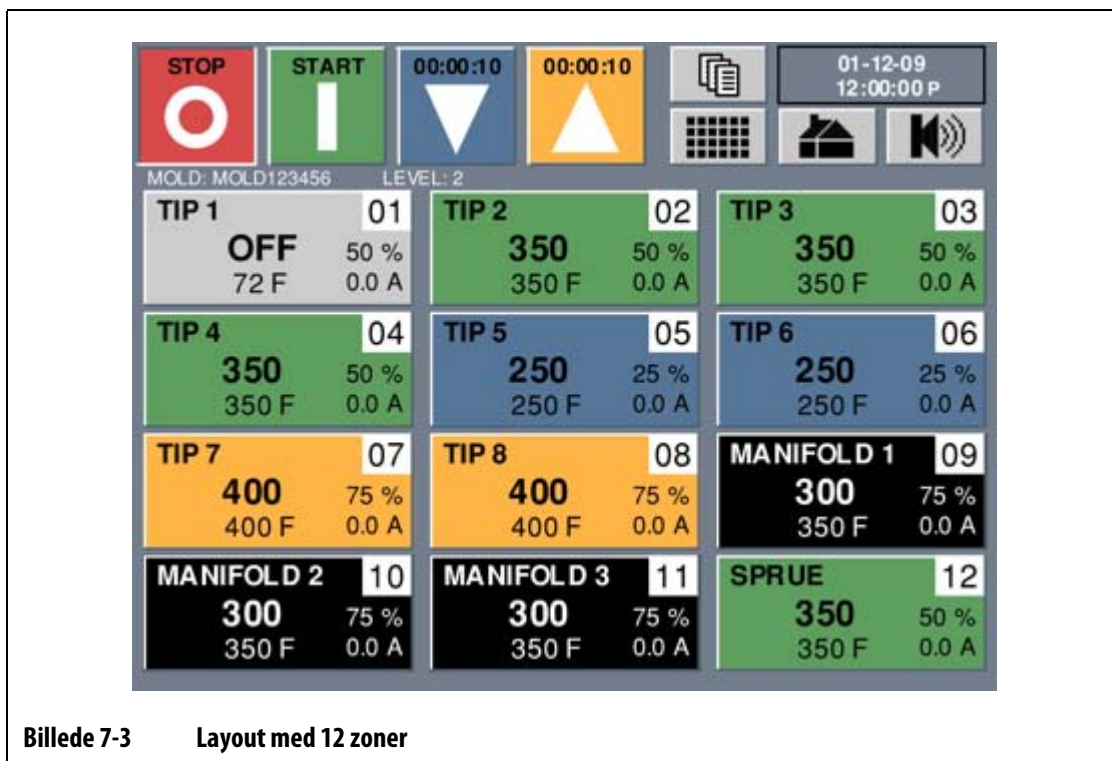 STOP START 00:00:10 00:00:10 01-12-09
12:00:00 P
MOLD: MOLD123456 LEVEL: 2
TIP 1 01 TIP 2 02 TIP 3 03
OFF 50 % 350 50 % 350 50 %
72 F 0.0 A 350 F 0.0 A 350 F 0.0 A
TIP 4 04 TIP 5 05 TIP 6 06
350 50 % 250 25 % 250 25 %
350 F 0.0 A 250 F 0.0 A 250 F 0.0 A
TIP 7 07 TIP 8 08 MANIFOLD 1 09
400 75 % 400 75 % 300 75 %
400 F 0.0 A 400 F 0.0 A 350 F 0.0 A
MANIFOLD 2 10 MANIFOLD 3 11 SPRUE 12
300 75 % 300 75 % 350 50 %
350 F 0.0 A 350 F 0.0 A 350 F 0.0 A
Billede 7-3 Layout med 12 zoner